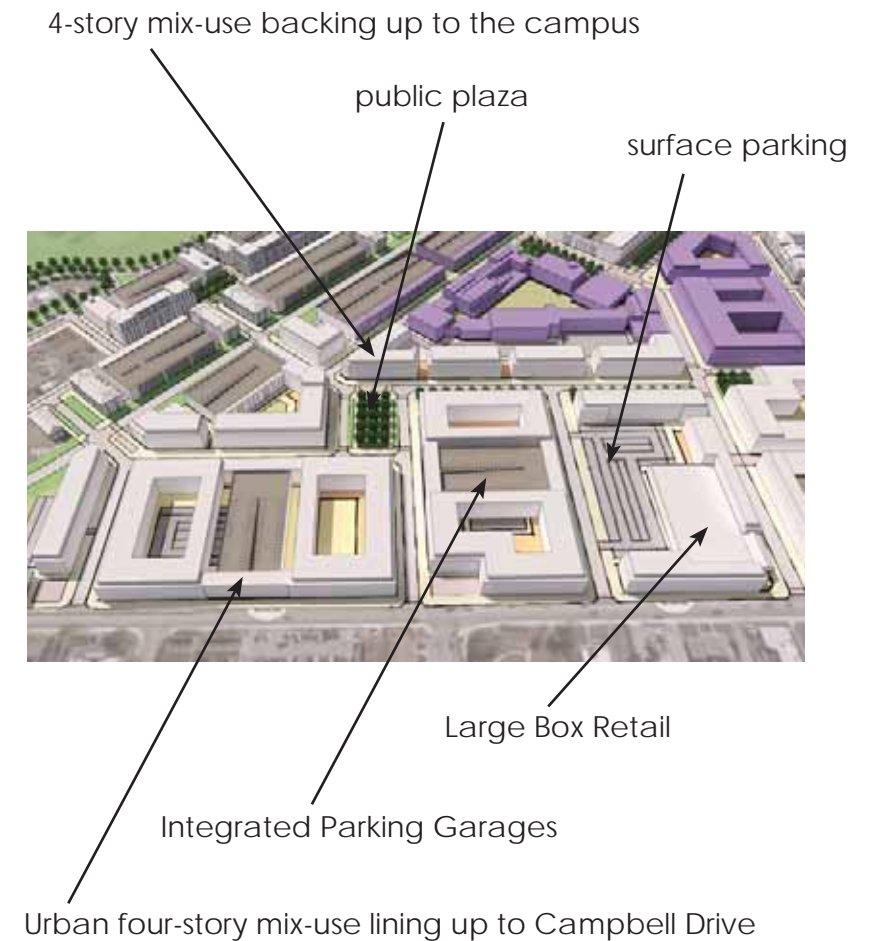 4-story mix-use backing up to the campus
public plaza
surface parking
Large Box Retail
Integrated Parking Garages
Urban four-story mix-use lining up to Campbell Drive